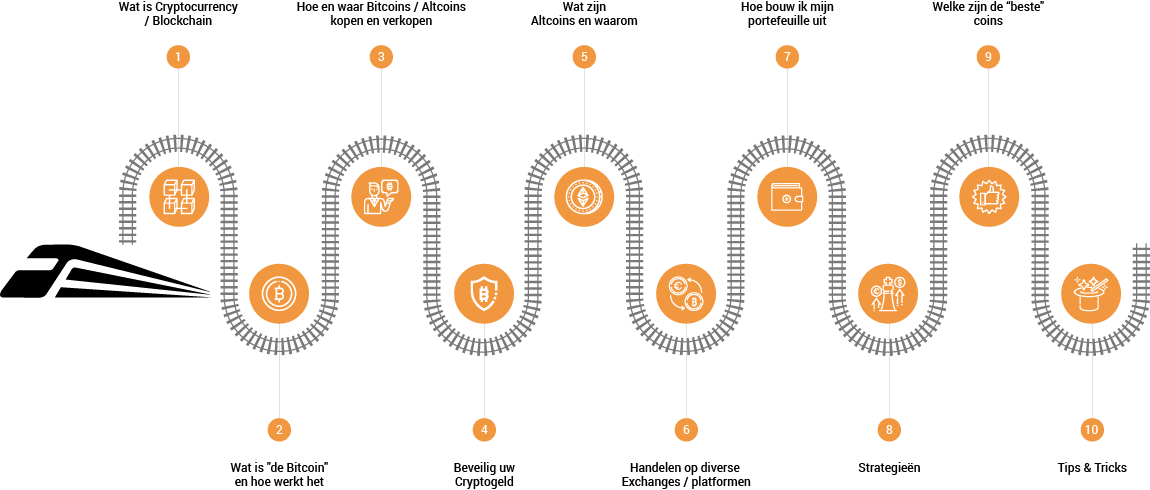 Wat is Cryptocurrency
/ Blockchain
1
Wat is "de Bitcoin"
en hoe werkt het
2
Hoe en waar Bitcoins / Altcoins
kopen en verkopen
3
Beveilig uw
Cryptogeld
4
Wat zijn
Altcoins en waarom
5
Handelen op diverse
Exchanges / platformen
6
Hoe bouw ik mijn
portefeuille uit
7
Strategieën
8
Welke zijn de “beste"
coins
9
Tips & Tricks
10